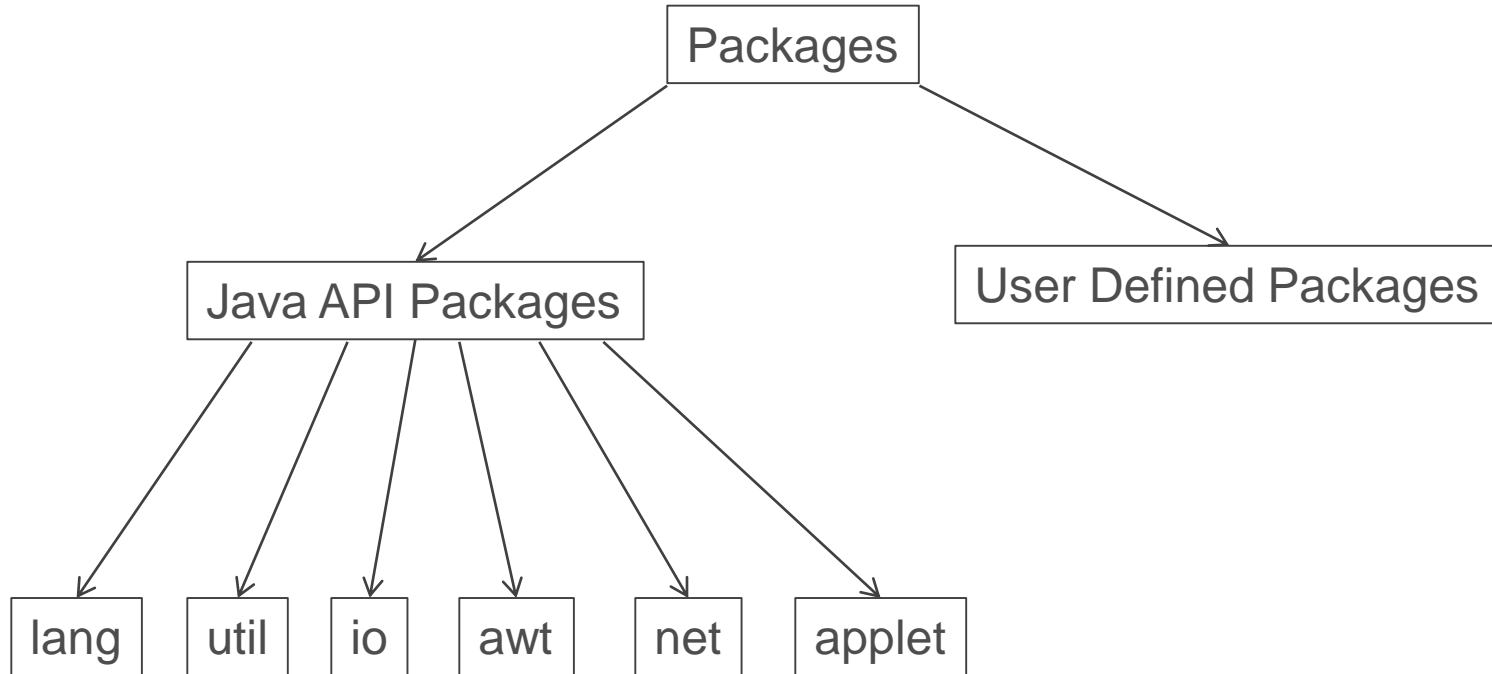 Packages
Java API Packages
User Defined Packages
lang
util
io
awt
net
applet